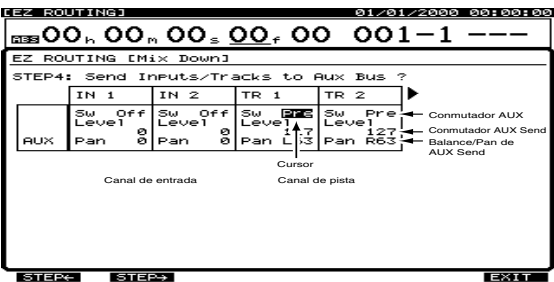 [EZ ROUTING] 01/01/2000 00:00:00
ABS 00h 00m 00s 00f 00 001-1 ---
EZ ROUTING [Mix Down]
STEP4: Send Inputs/Tracks to Aux Bus ?
IN 1 IN 2 TR 1 TR 2
Sw Off Sw Off Sw Pre Sw Pre Conmutador AUX
Level Level Level Level
0 0 127 127 Conmutador AUX Send
AUX Pan 0 Pan 0 Pan L63 Pan R63 Balance/Pan de
AUX Send
Cursor
Canal de entrada Canal de pista
STEP← STEP→ EXIT